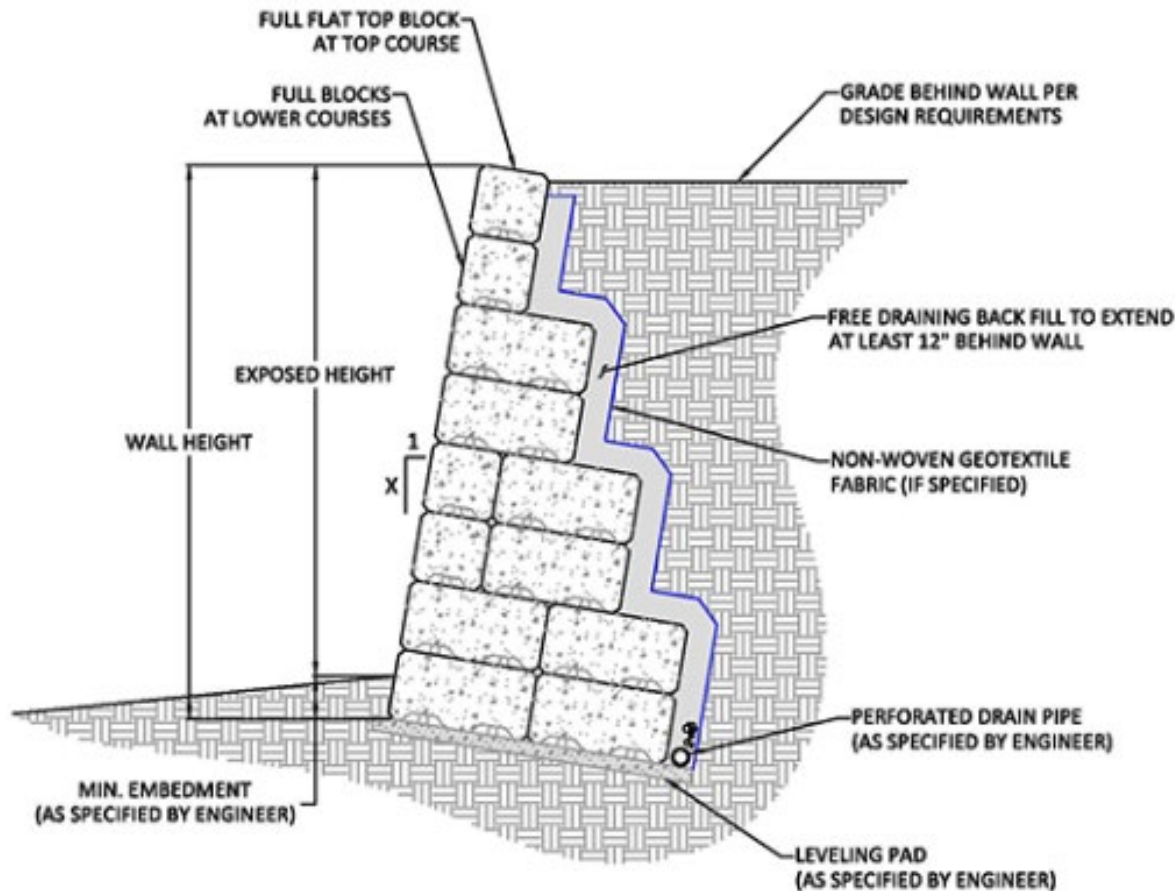 FULL FLAT TOP BLOCK
AT TOP COURSE
FULL BLOCKS
AT LOWER COURSES
GRADE BEHIND WALL PER
DESIGN REQUIREMENTS
FREE DRAINING BACK FILL TO EXTEND
AT LEAST 12" BEHIND WALL
EXPOSED HEIGHT
WALL HEIGHT
1
X
NON-WOVEN GEOTEXTILE
FABRIC (IF SPECIFIED)
PERFORATED DRAIN PIPE
(AS SPECIFIED BY ENGINEER)
MIN. EMBEDMENT
(AS SPECIFIED BY ENGINEER)
LEVELING PAD
(AS SPECIFIED BY ENGINEER)